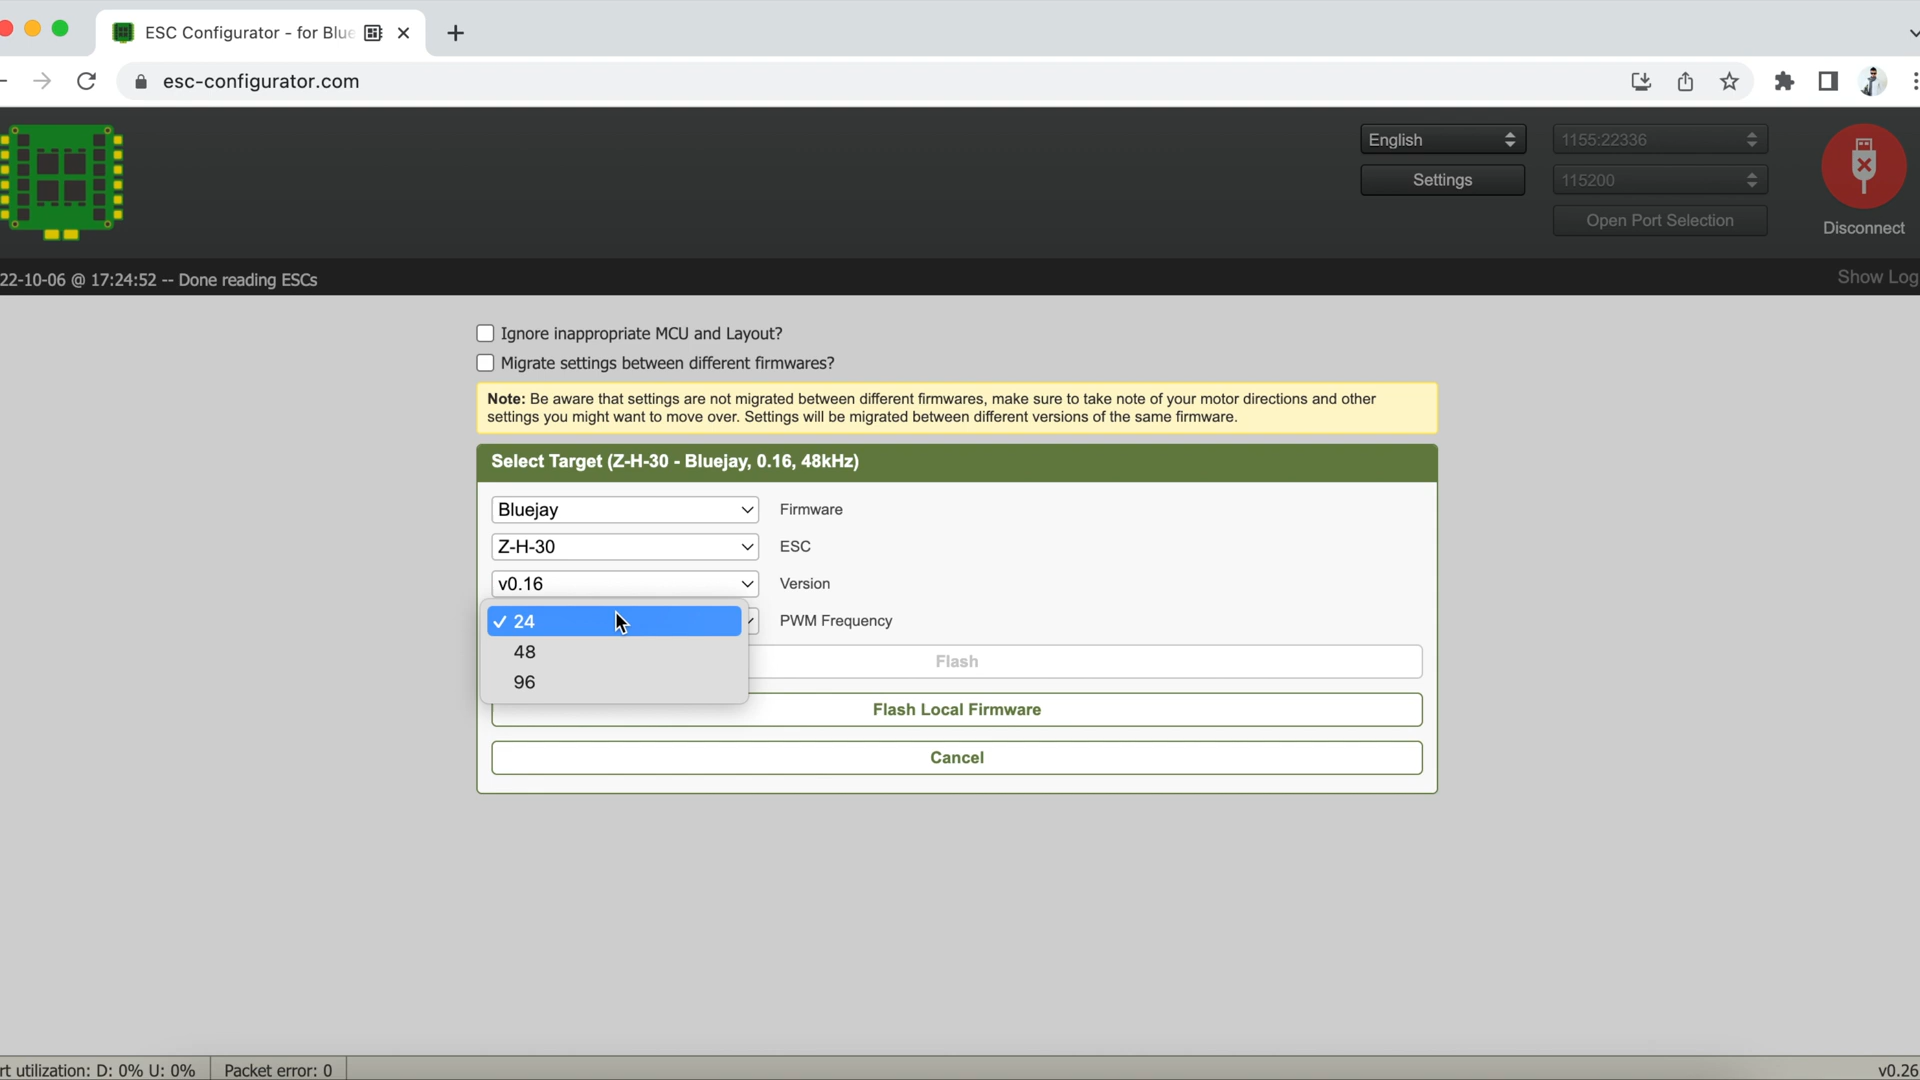 ESC Configurator - for Blue
esc-configurator.com
English
1155:22336
Settings
115200
Open Port Selection
Disconnect
22-10-06 @ 17:24:52 -- Done reading ESCs
Show Log
Ignore inappropriate MCU and Layout?
Migrate settings between different firmwares?
Note: Be aware that settings are not migrated between different firmwares, make sure to take note of your motor directions and other
settings you might want to move over. Settings will be migrated between different versions of the same firmware.
Select Target (Z-H-30 - Bluejay, 0.16, 48kHz)
Bluejay
Firmware
Z-H-30
ESC
v0.16
Version
24
PWM Frequency
48
96
Flash
Flash Local Firmware
Cancel
rt utilization: D: 0% U: 0%
Packet error: 0
v0.26